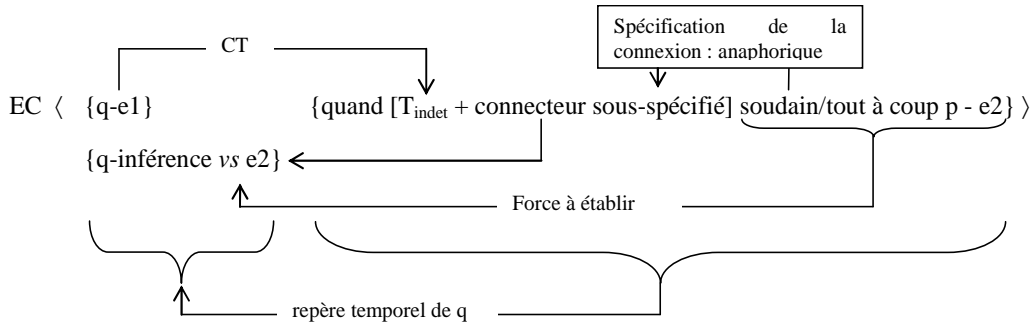 Spécification de la
connexion : anaphorique
CT
EC 〈 {q-e1} {quand [Tindet + connecteur sous-spécifié] soudain/tout à coup p - e2} 〉
{q-inférence vs e2}
Force à établir
repère temporel de q